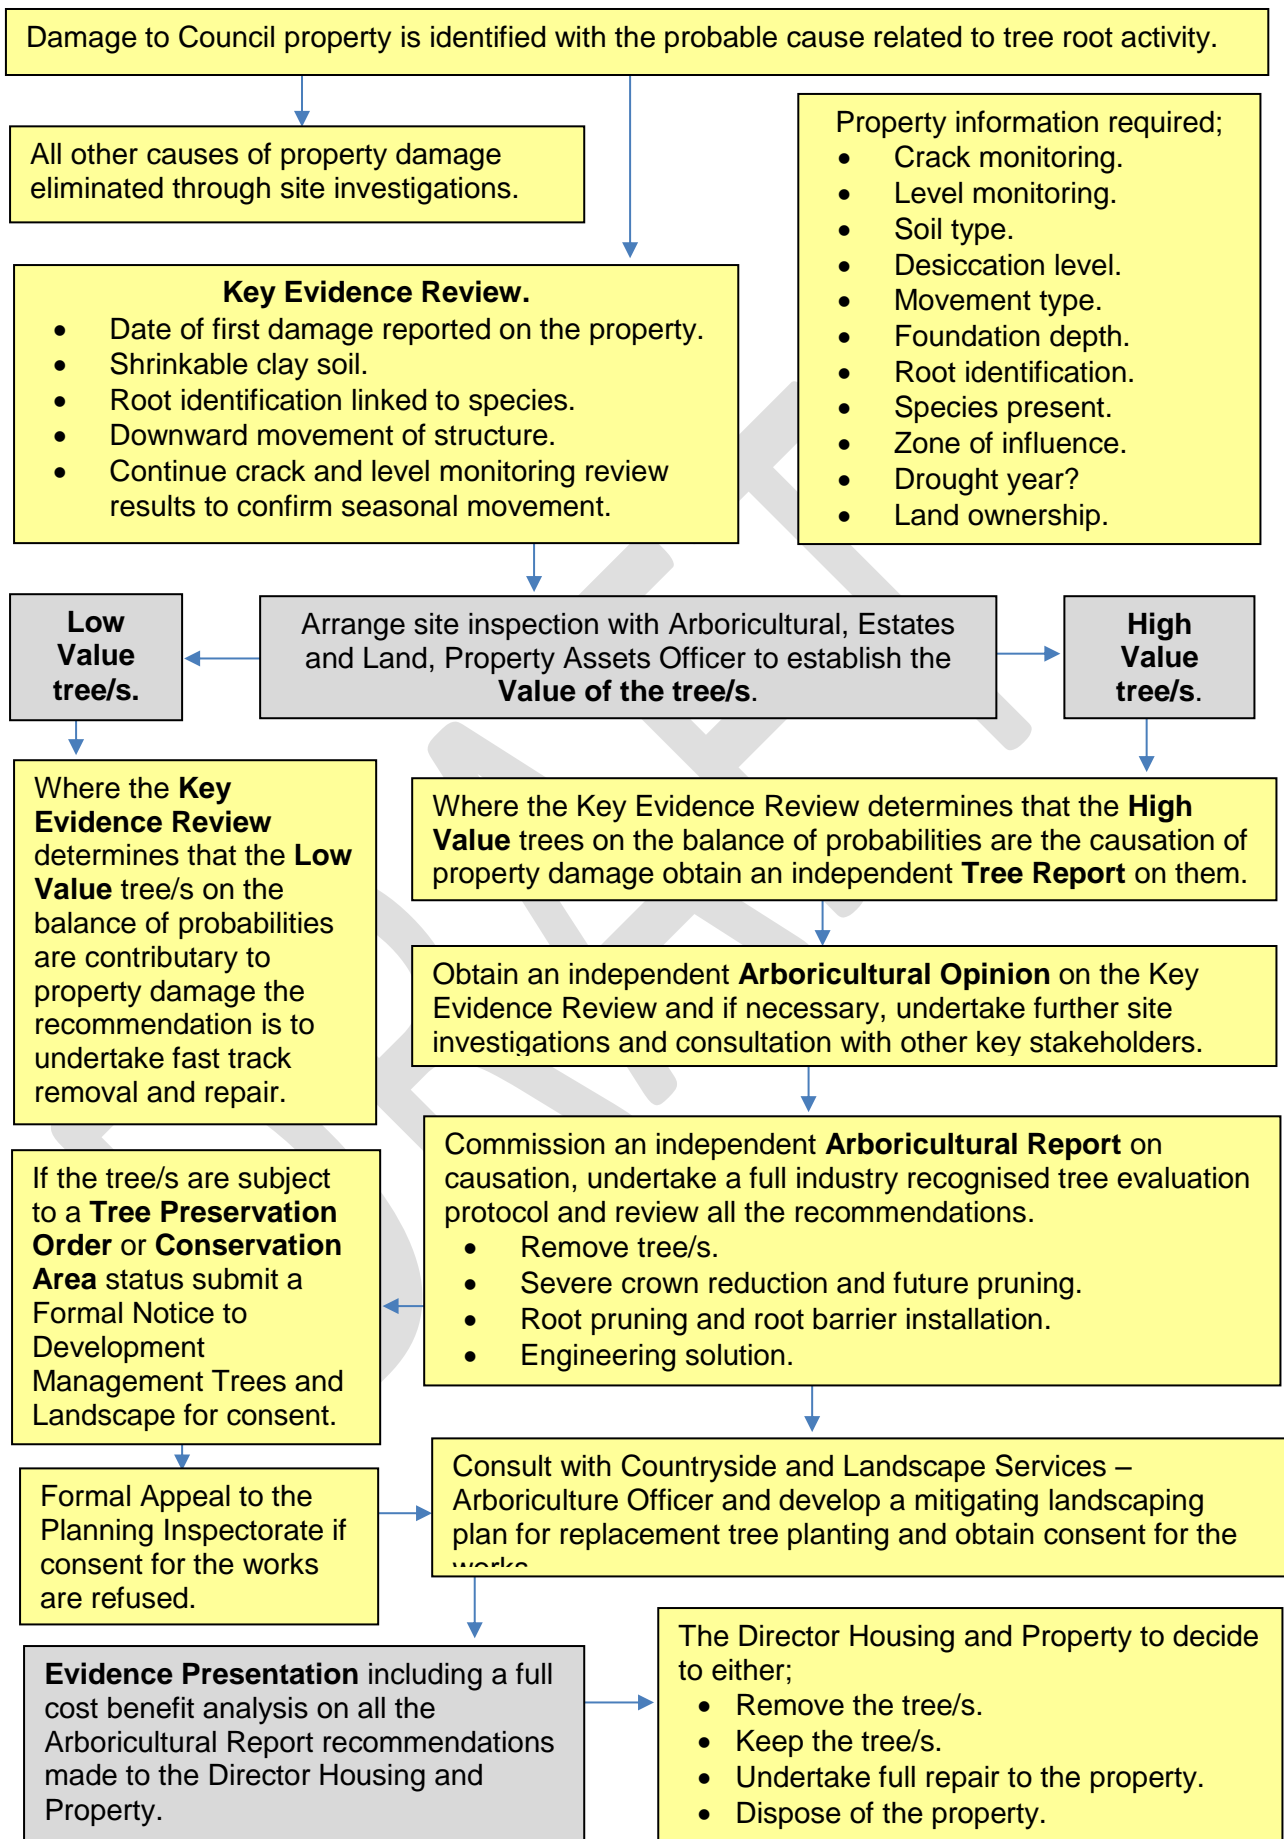 Damage to Council property is identified with the probable cause related to tree root activity.
All other causes of property damage
eliminated through site investigations.
Property information required;
• Crack monitoring.
• Level monitoring.
• Soil type.
• Desiccation level.
• Movement type.
• Foundation depth.
• Root identification.
• Species present.
• Zone of influence.
• Drought year?
• Land ownership.
Key Evidence Review.
• Date of first damage reported on the property.
• Shrinkable clay soil.
• Root identification linked to species.
• Downward movement of structure.
• Continue crack and level monitoring review
results to confirm seasonal movement.
Low
Value
tree/s.
Arrange site inspection with Arboricultural, Estates
and Land, Property Assets Officer to establish the
Value of the tree/s.
High
Value
tree/s.
Where the Key
Evidence Review
determines that the Low
Value tree/s on the
balance of probabilities
are contributary to
property damage the
recommendation is to
undertake fast track
removal and repair.
Where the Key Evidence Review determines that the High
Value trees on the balance of probabilities are the causation of
property damage obtain an independent Tree Report on them.
Obtain an independent Arboricultural Opinion on the Key
Evidence Review and if necessary, undertake further site
investigations and consultation with other key stakeholders.
Commission an independent Arboricultural Report on
causation, undertake a full industry recognised tree evaluation
protocol and review all the recommendations.
• Remove tree/s.
• Severe crown reduction and future pruning.
• Root pruning and root barrier installation.
• Engineering solution.
If the tree/s are subject
to a Tree Preservation
Order or Conservation
Area status submit a
Formal Notice to
Development
Management Trees and
Landscape for consent.
Formal Appeal to the
Planning Inspectorate if
consent for the works
are refused.
Consult with Countryside and Landscape Services –
Arboriculture Officer and develop a mitigating landscaping
plan for replacement tree planting and obtain consent for the
works
Evidence Presentation including a full
cost benefit analysis on all the
Arboricultural Report recommendations
made to the Director Housing and
Property.
The Director Housing and Property to decide
to either;
• Remove the tree/s.
• Keep the tree/s.
• Undertake full repair to the property.
• Dispose of the property.
DRAFT